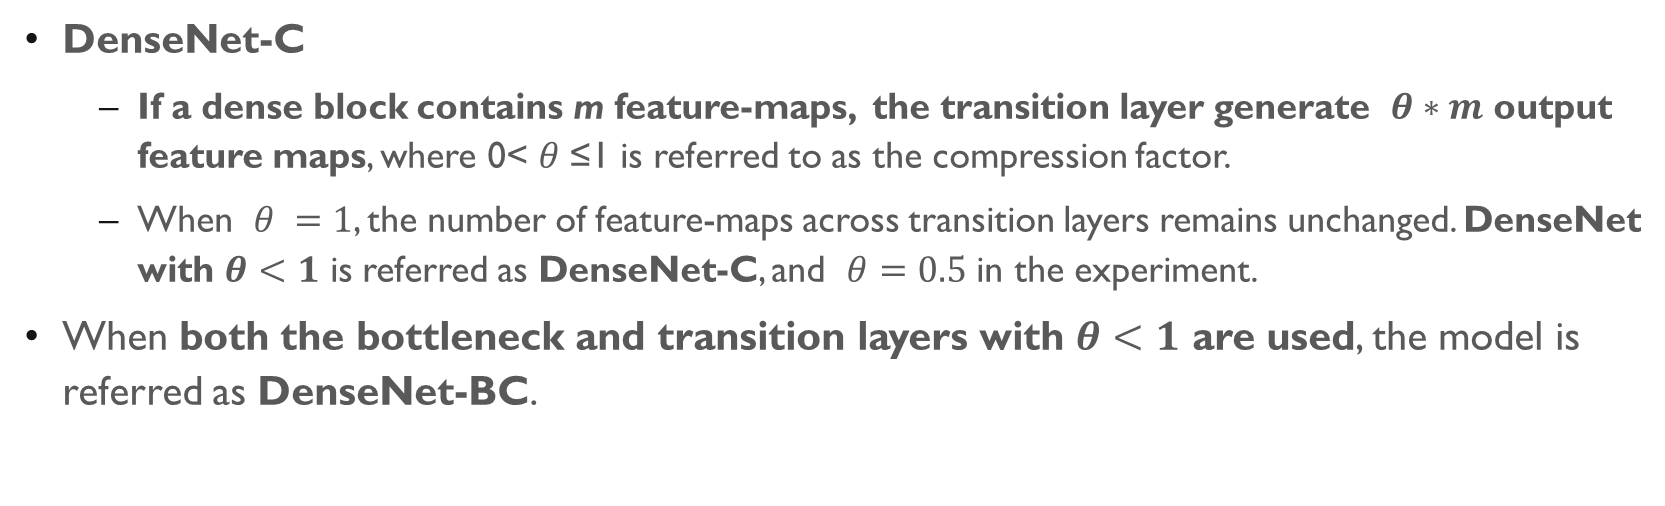 • DenseNet-C
– If a dense block contains m feature-maps, the transition layer generate θ ∗ m output
feature maps, where 0< θ ≤1 is referred to as the compression factor.
– When θ = 1, the number of feature-maps across transition layers remains unchanged. DenseNet
with θ < 1 is referred as DenseNet-C, and θ = 0.5 in the experiment.
• When both the bottleneck and transition layers with θ < 1 are used, the model is
referred as DenseNet-BC.